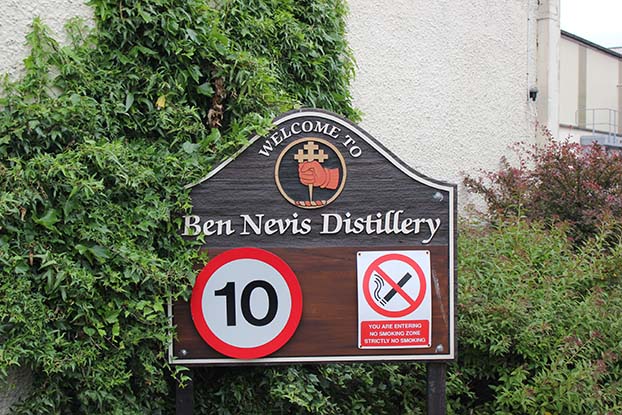 WELCOME TO
Ben Nevis Distillery
10
YOU ARE ENTERING
NO SMOKING ZONE
STRICTLY NO SMOKING